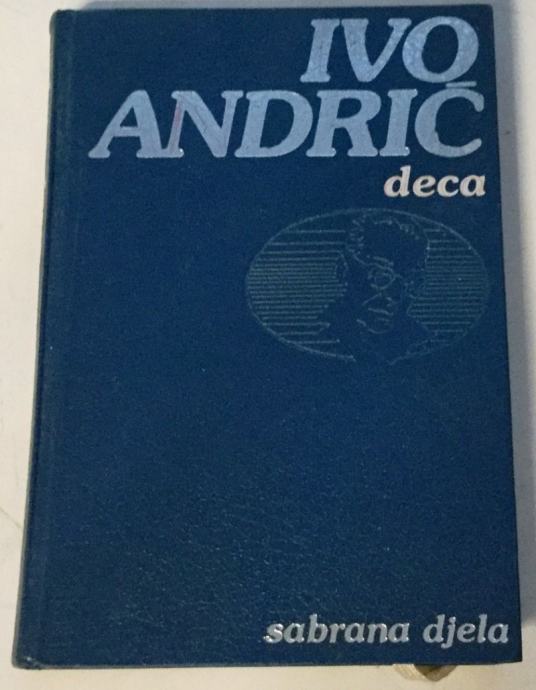 IVO
ANDRIĆ
deca
sabrana djela